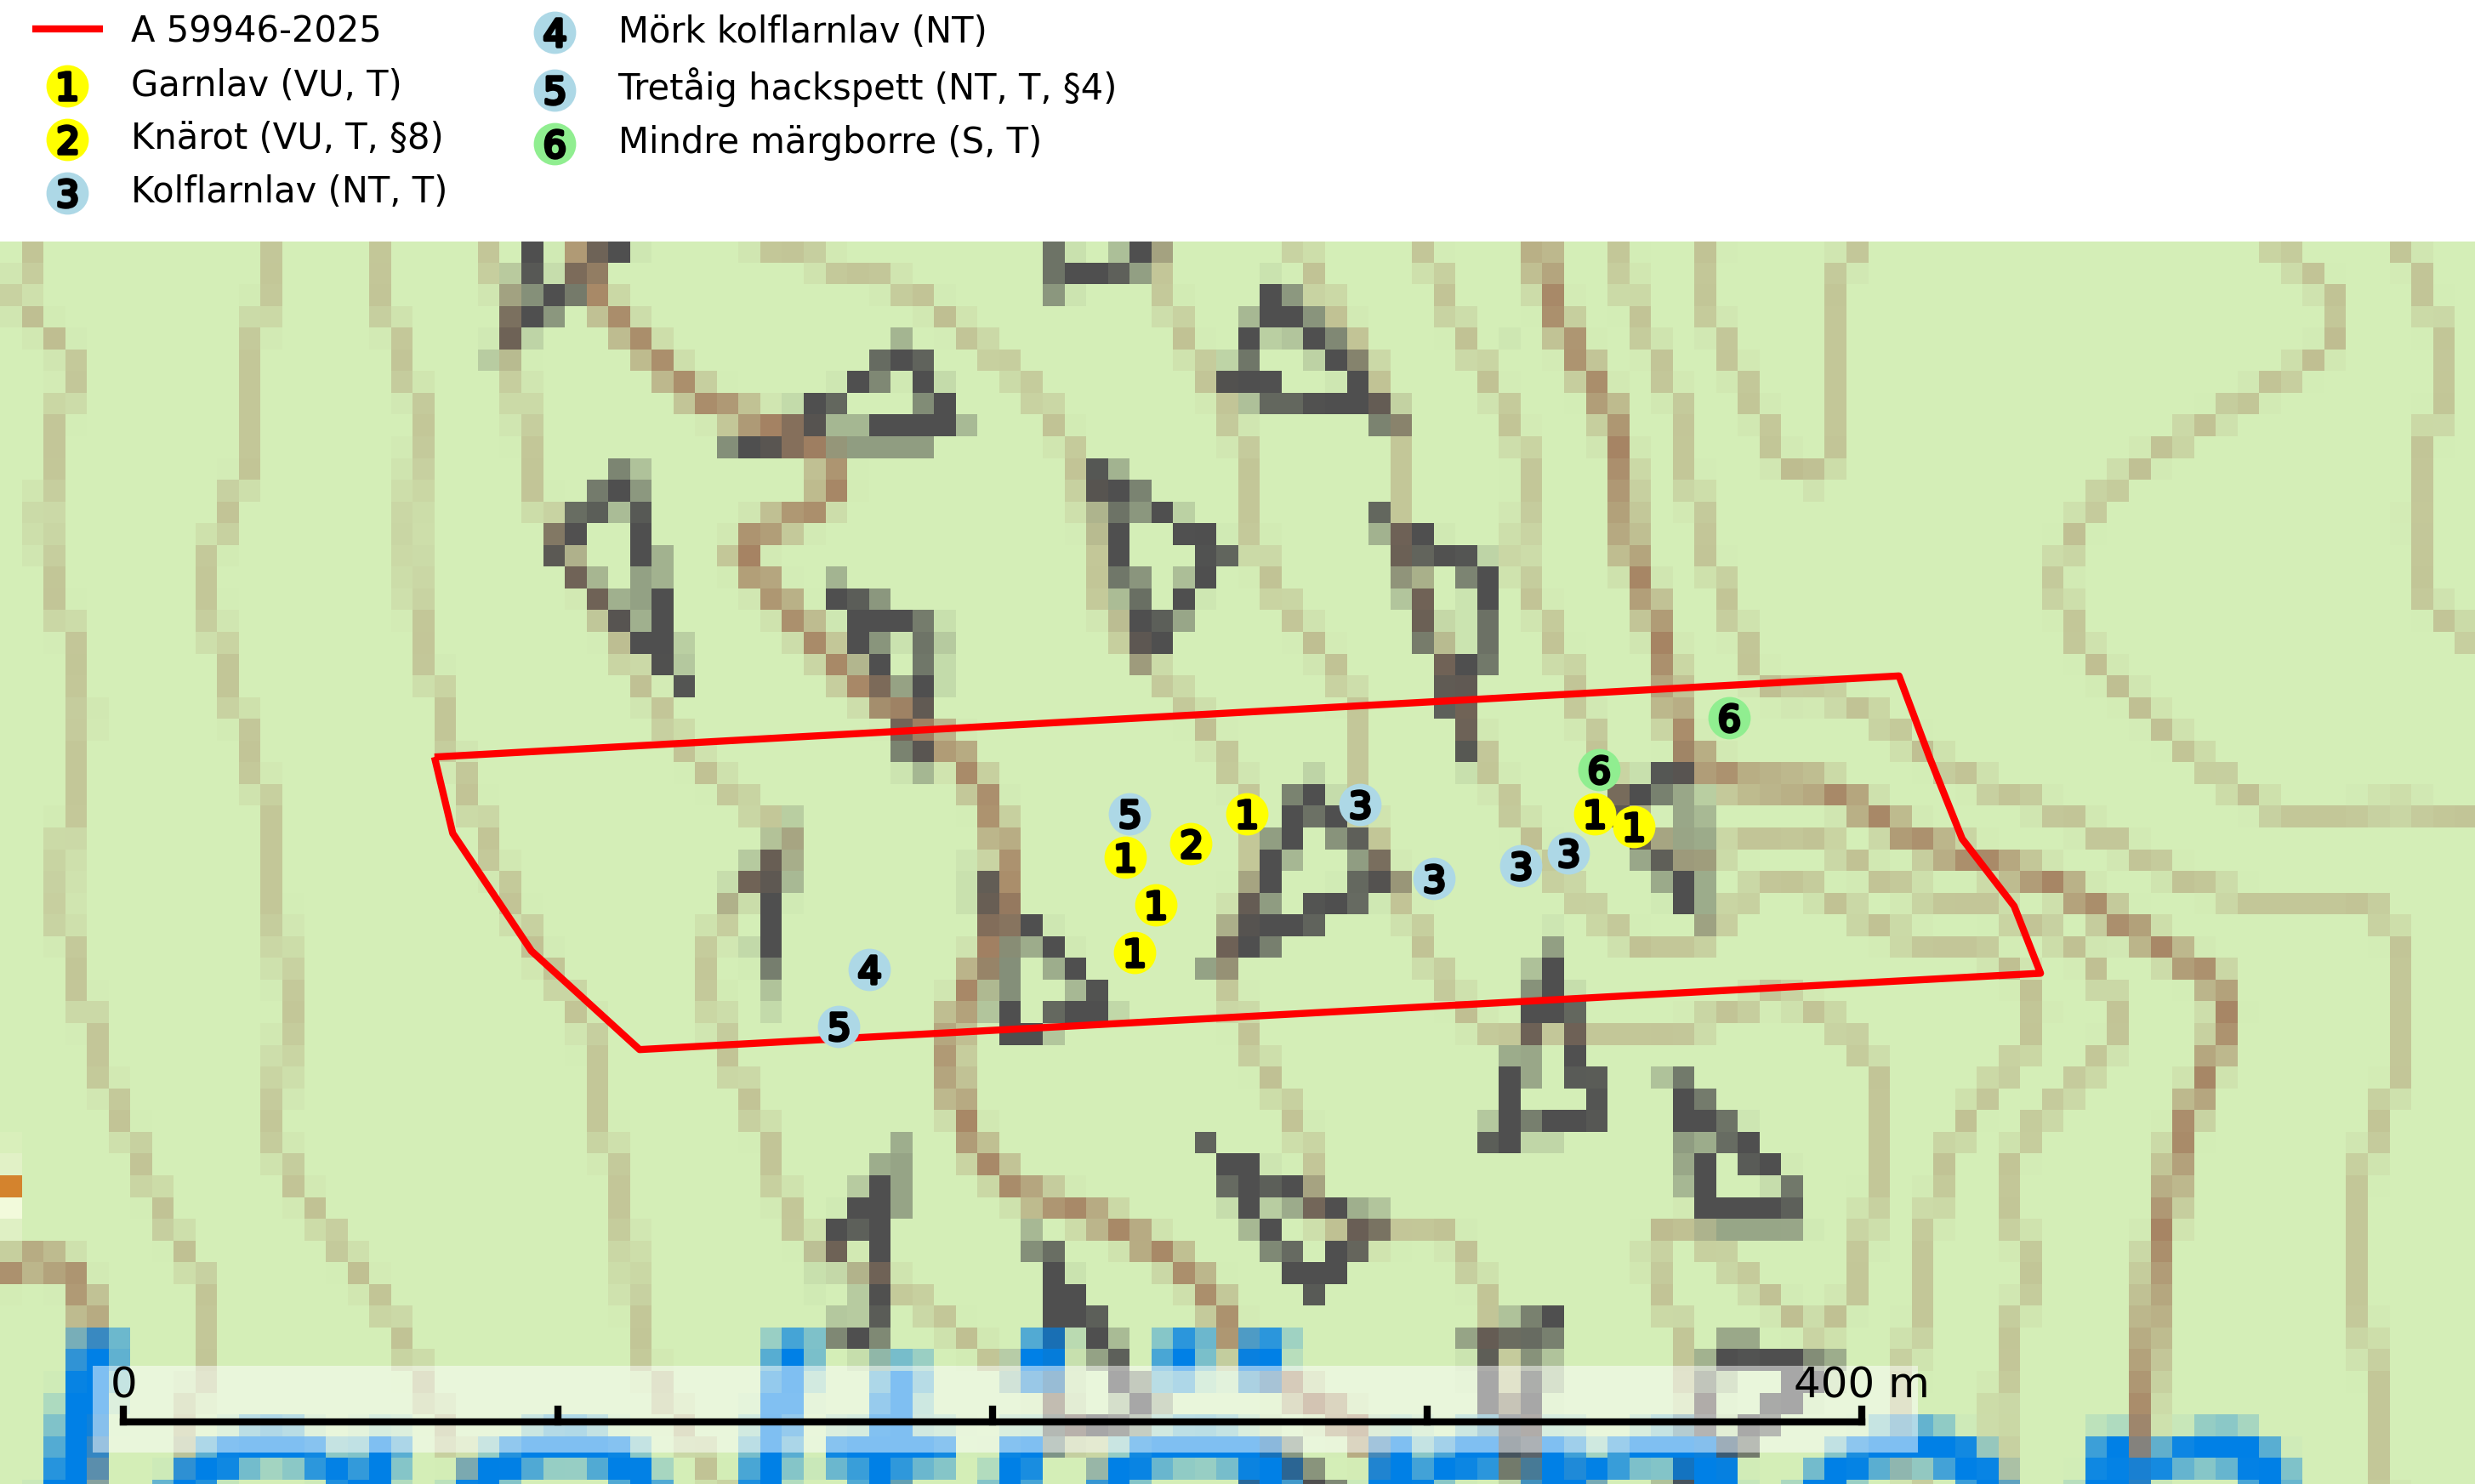 A 59946-2025
1 Garnlav (VU, T)
2 Knärot (VU, T, §8)
3 Kolflarnlav (NT, T)
4 Mörk kolflarnlav (NT)
5 Tretåig hackspett (NT, T, §4)
6 Mindre märgborre (S, T)
6
6
5 1 3 1 1
2
1 3 3 3
1
1
4
5
0 400 m